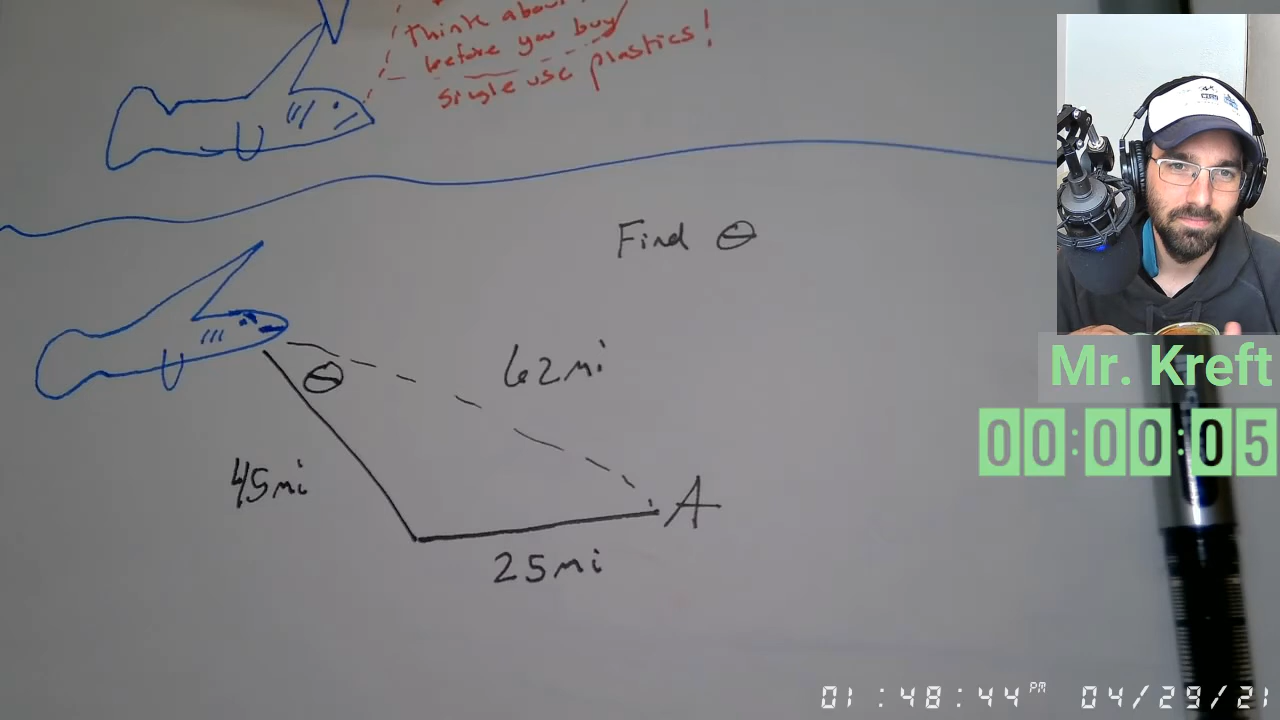 Think about
before you buy
single use plastics!
Find θ
θ
62mi
45mi
A
25mi
Mr. Kreft
00:00:05
01:48:44 PM 04/29/21